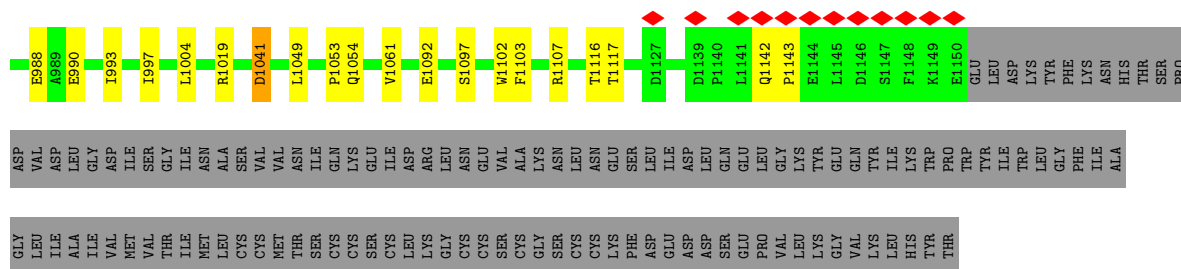 E988 A989 E990 I993 I997 L1004 R1019 D1041 L1049 P1053 Q1054 V1061 E1092 S1097 W1102 F1103 R1107 T1116 T1117 D1127 D1139 P1140 L1141 Q1142 P1143 E1144 L1145 D1146 S1147 F1148 K1149 E1150 GLU LEU ASP LYS TYR PHE LYS ASN HIS THR SER PRO
ASP VAL ASP LEU GLY ASP ILE SER GLY ILE ASN ALA SER VAL VAL ASN ILE GLN LYS GLU ILE ASP ARG LEU ASN GLU VAL ALA LYS ASN LEU ASN GLU SER LEU ILE ASP LEU GLN GLU LEU GLY LYS TYR GLU GLN TYR ILE LYS TRP PRO TRP TYR ILE TRP LEU GLY PHE ILE ALA
GLY LEU ILE ALA ILE VAL MET VAL THR ILE MET LEU CYS CYS MET THR SER CYS CYS SER CYS LEU LYS GLY CYS CYS SER CYS GLY SER CYS CYS LYS PHE ASP GLU ASP ASP SER GLU PRO VAL LEU LYS GLY VAL LYS LEU HIS TYR THR